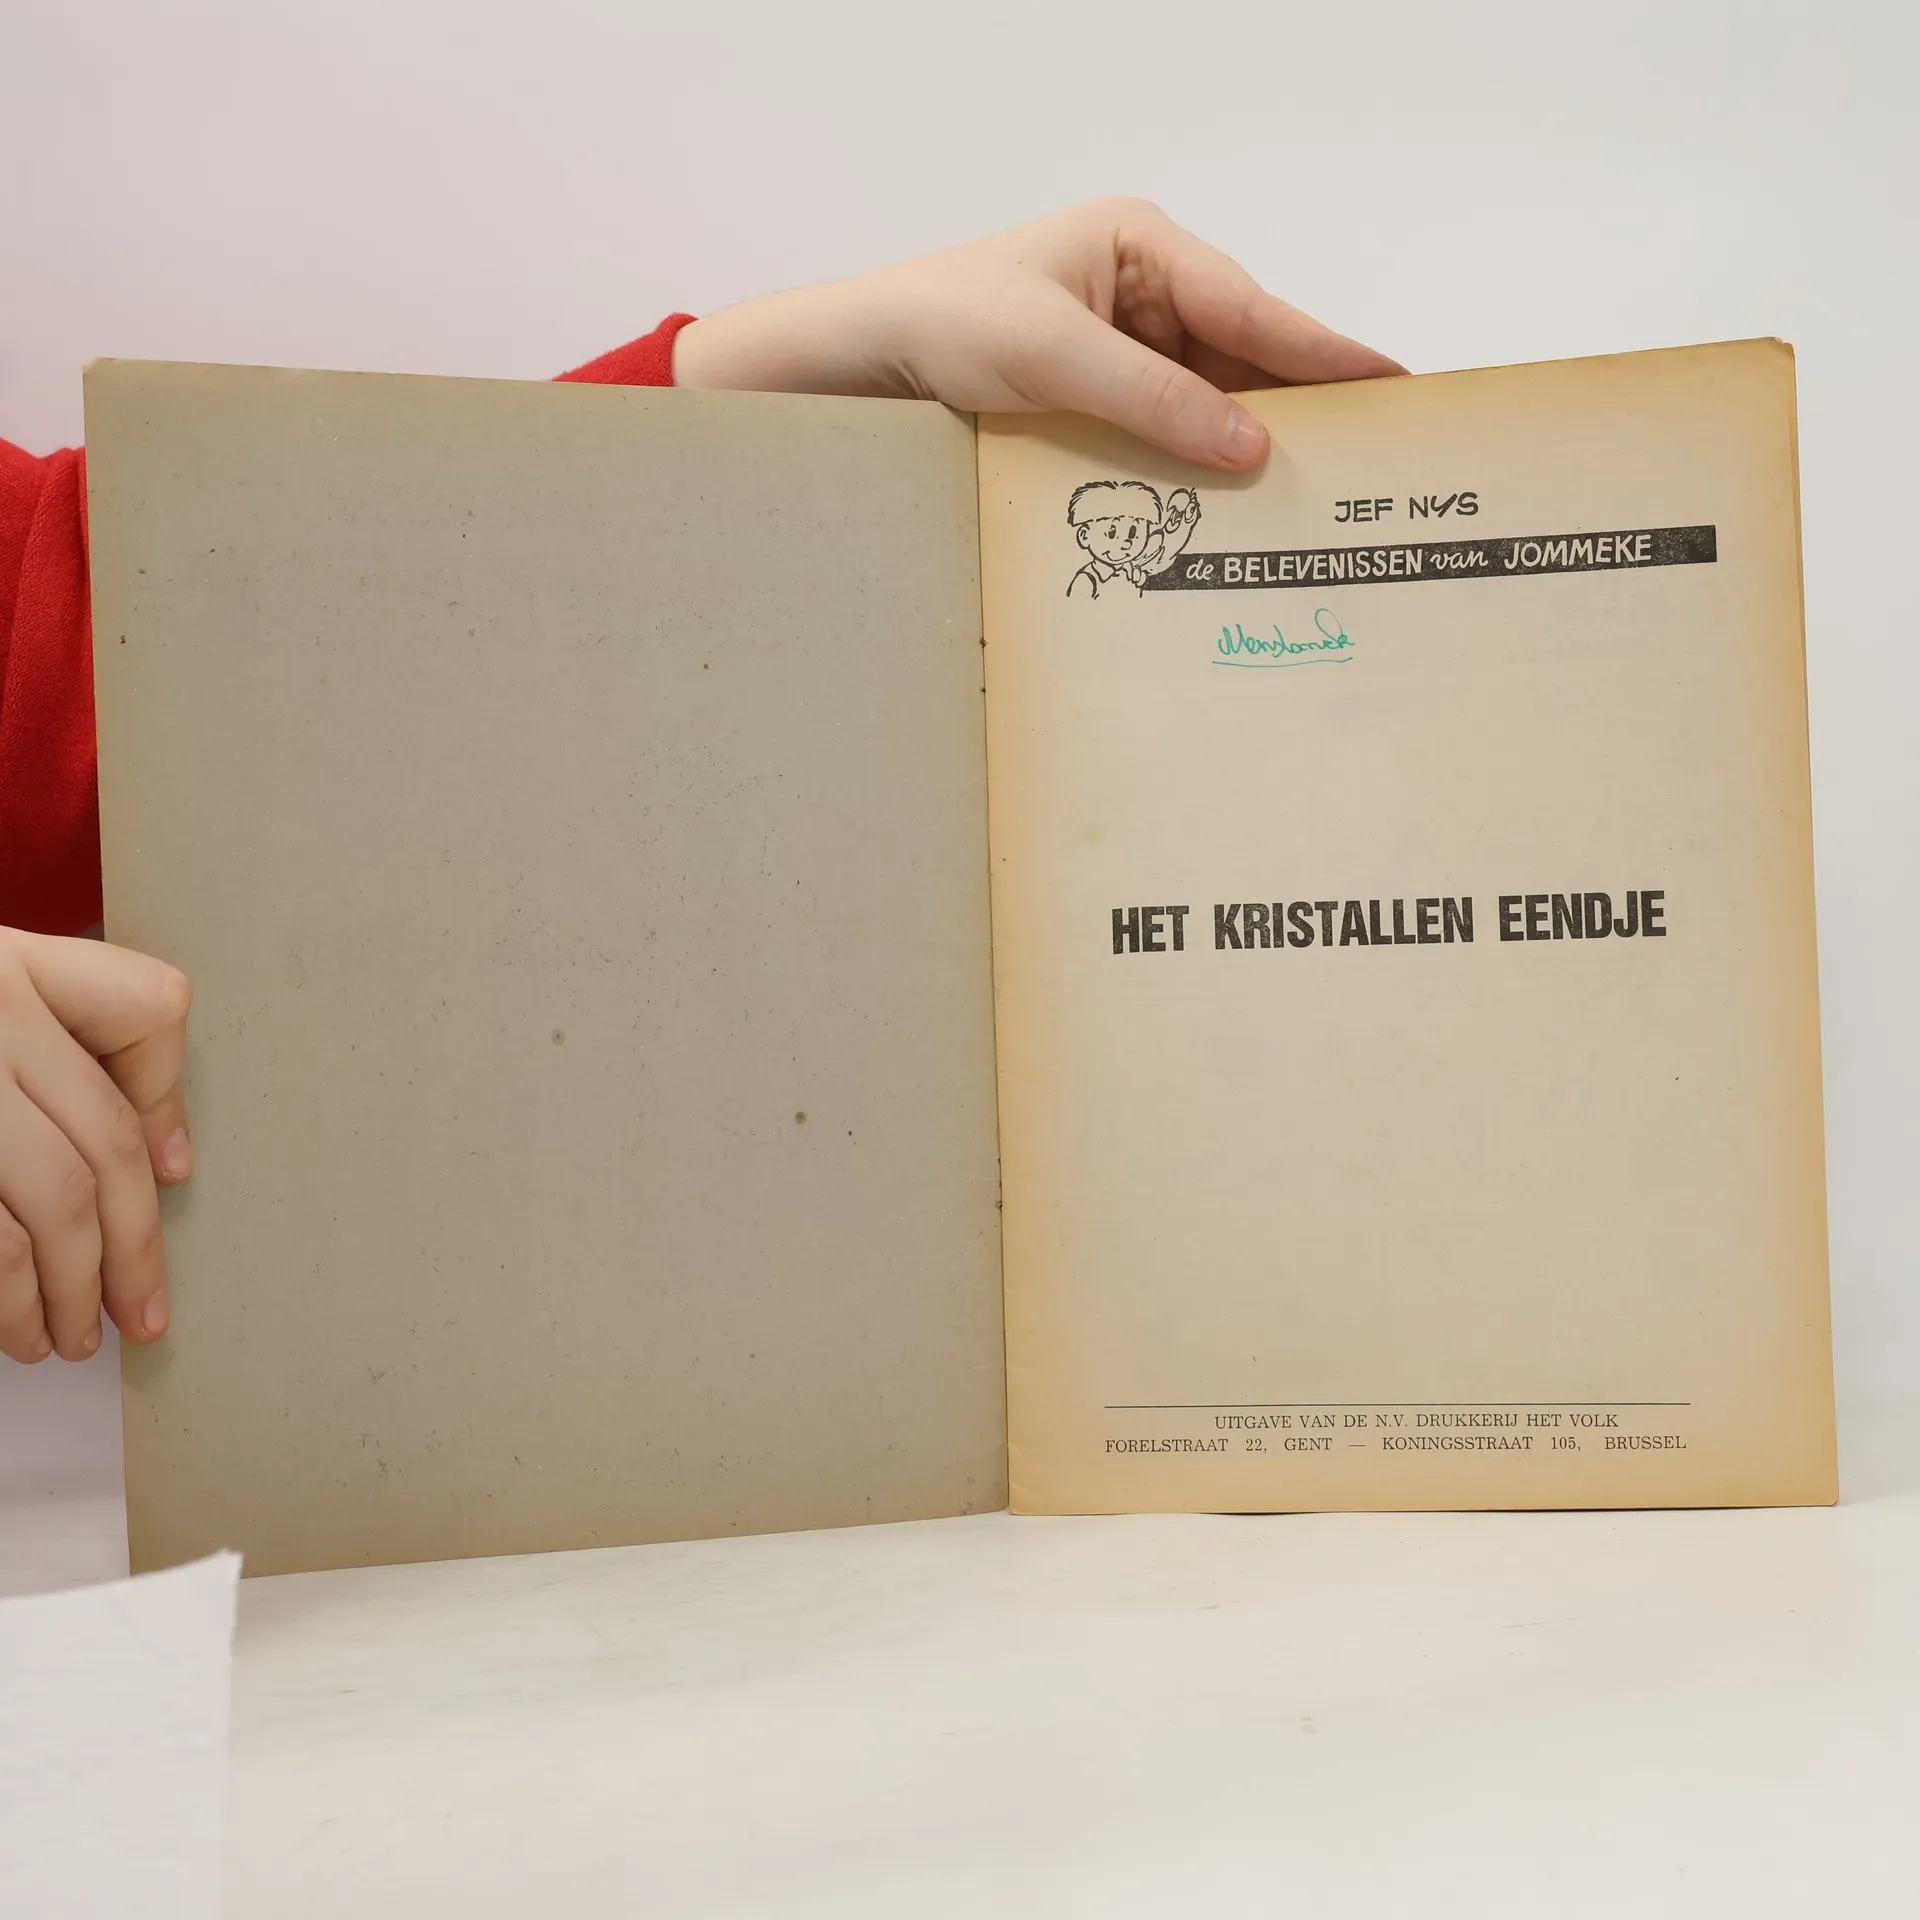 JEF NYS
de BELEVENISSEN van JOMMEKE
HET KRISTALLEN EENDJE
UITGAVE VAN DE N.V. DRUKKERIJ HET VOLK
FORELSTRAAT 22, GENT — KONINGSSTRAAT 105, BRUSSEL